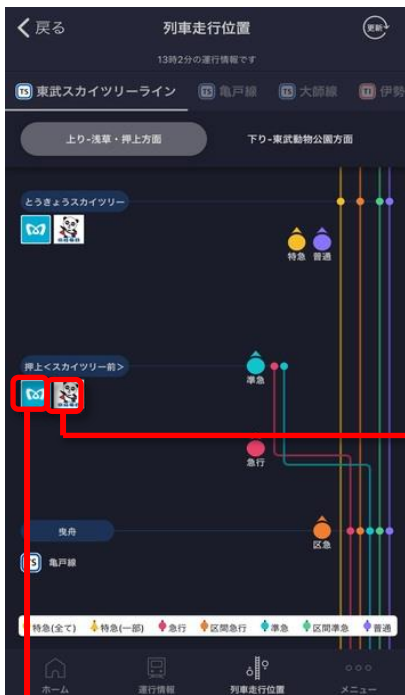 戻る 列車走行位置 更新
13時2分の運行情報です
TS 東武スカイツリーライン TS 亀戸線 TS 大師線 TI 伊勢
上り-浅草・押上方面 下り-東武動物公園方面
とうきょうスカイツリー
特急 普通
押上<スカイツリー前>
準急
急行
曳舟
区急
TS 亀戸線
特急(全て) 特急(一部) 急行 区間急行 準急 区間準急 普通
ホーム 運行情報 列車走行位置 メニュー